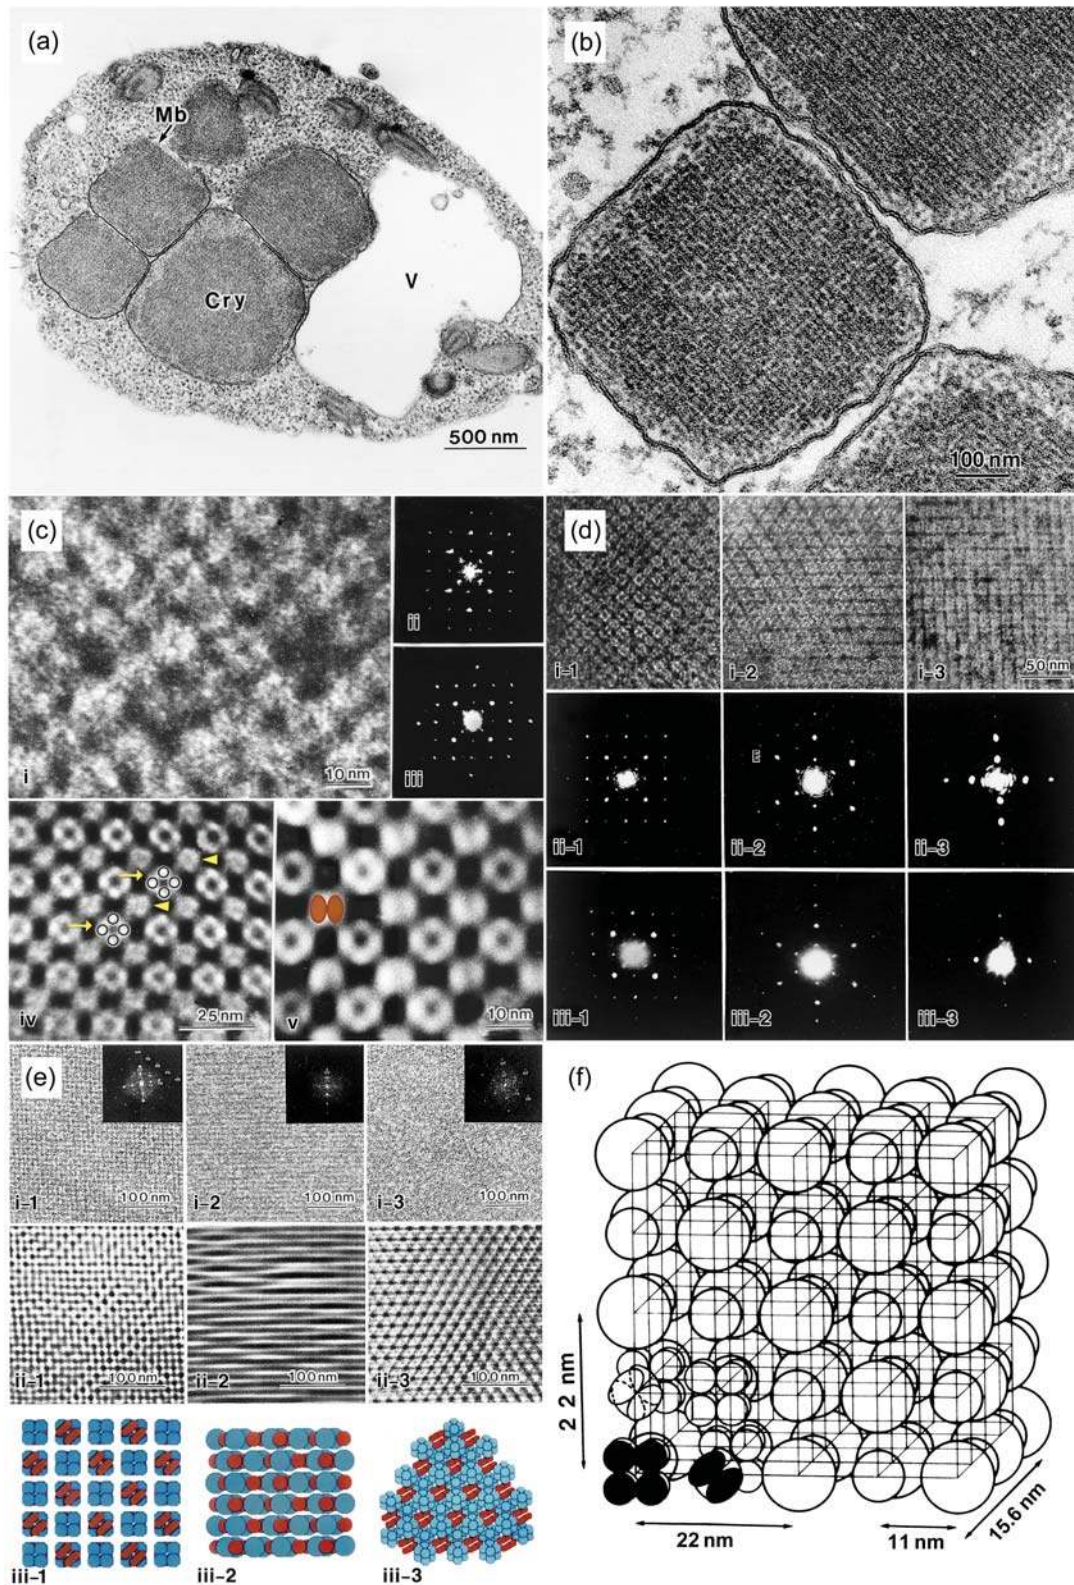 (a)
Mb
Cry
V
500 nm
(b)
100 nm
(c)
i
10 nm
ii
iii
iv
25 nm
v
10 nm
(d)
i-1
i-2
i-3
50 nm
E
ii-1
ii-2
ii-3
iii-1
iii-2
iii-3
(e)
i-1
100 nm
i-2
100 nm
i-3
100 nm
ii-1
100 nm
ii-2
100 nm
ii-3
100 nm
iii-1
iii-2
iii-3
(f)
22 nm
22 nm
11 nm
15.6 nm